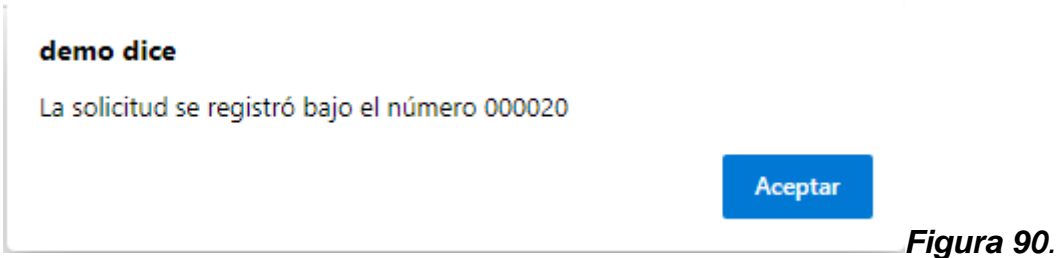 demo dice
La solicitud se registró bajo el número 000020
Aceptar
Figura 90.